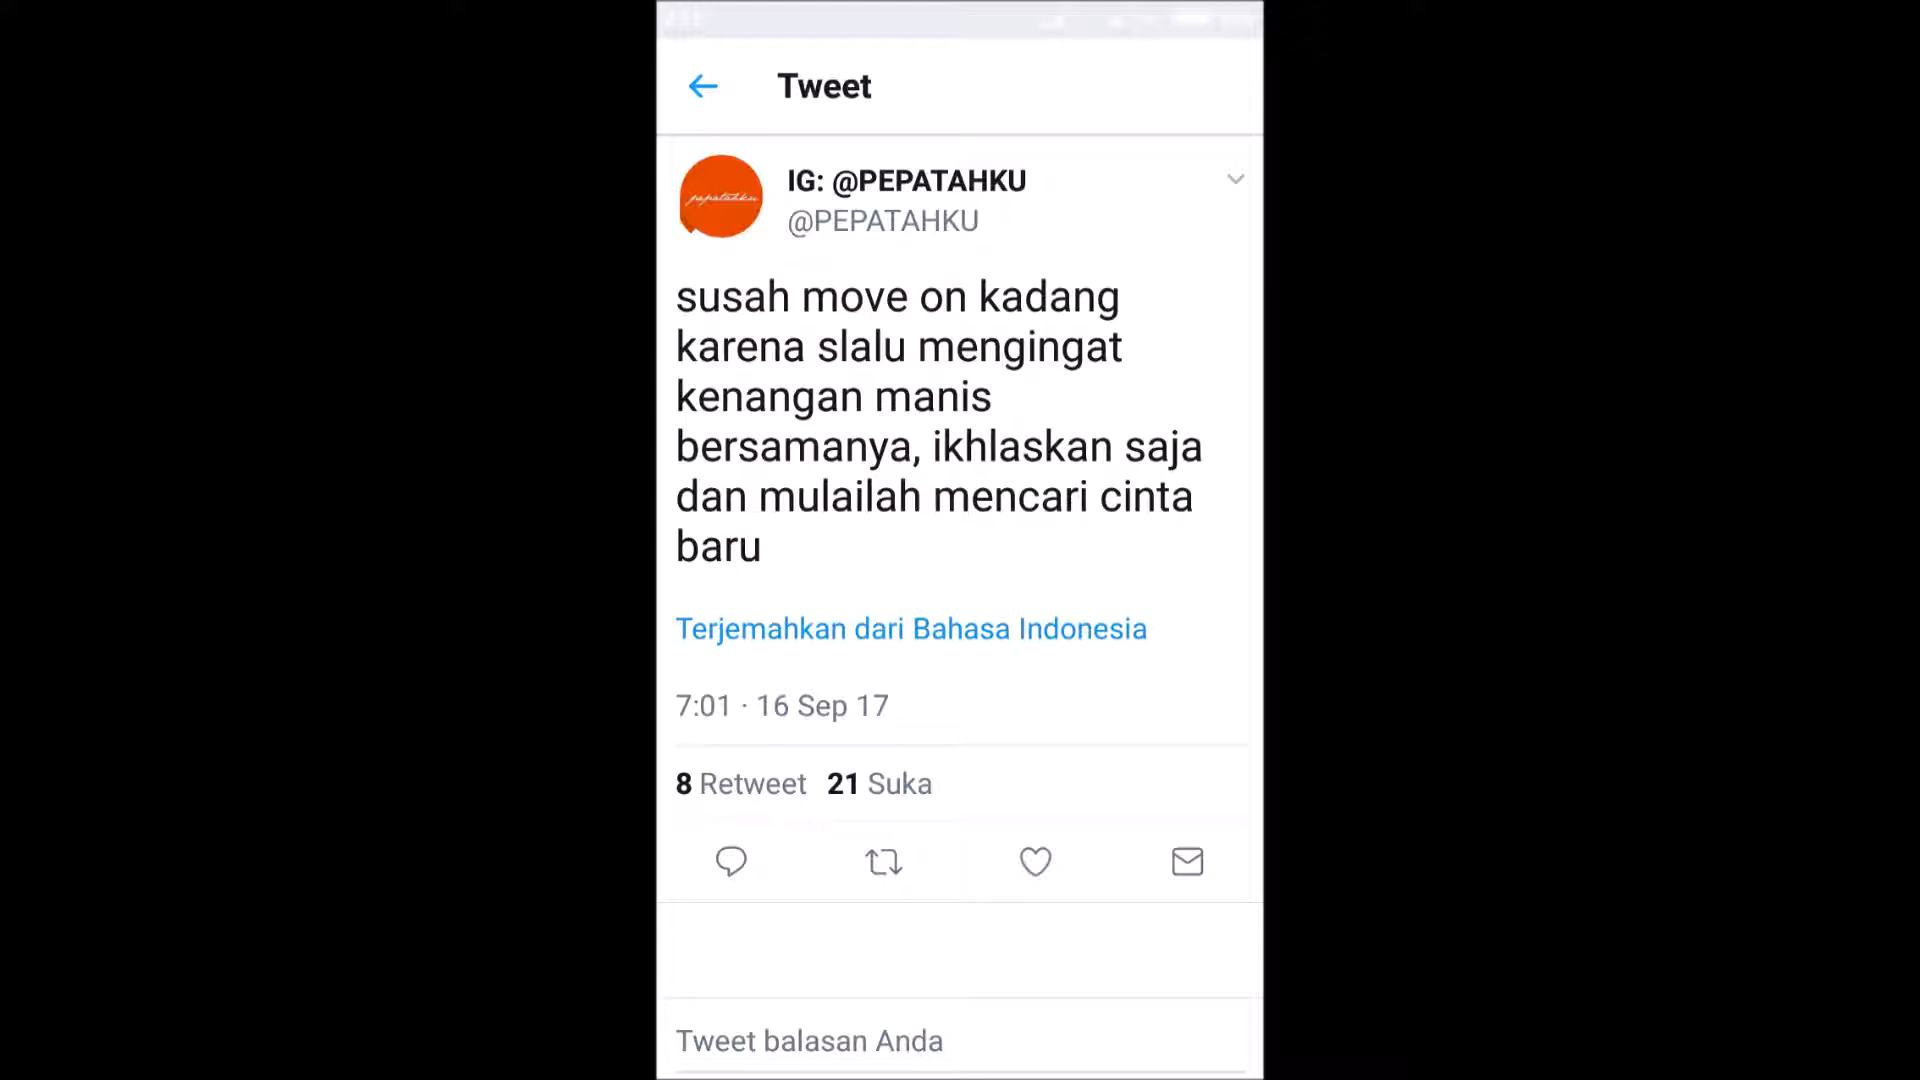 Tweet
pepatahku
IG: @PEPATAHKU
@PEPATAHKU
susah move on kadang
karena slalu mengingat
kenangan manis
bersamanya, ikhlaskan saja
dan mulailah mencari cinta
baru
Terjemahkan dari Bahasa Indonesia
7:01 · 16 Sep 17
8 Retweet 21 Suka
Tweet balasan Anda